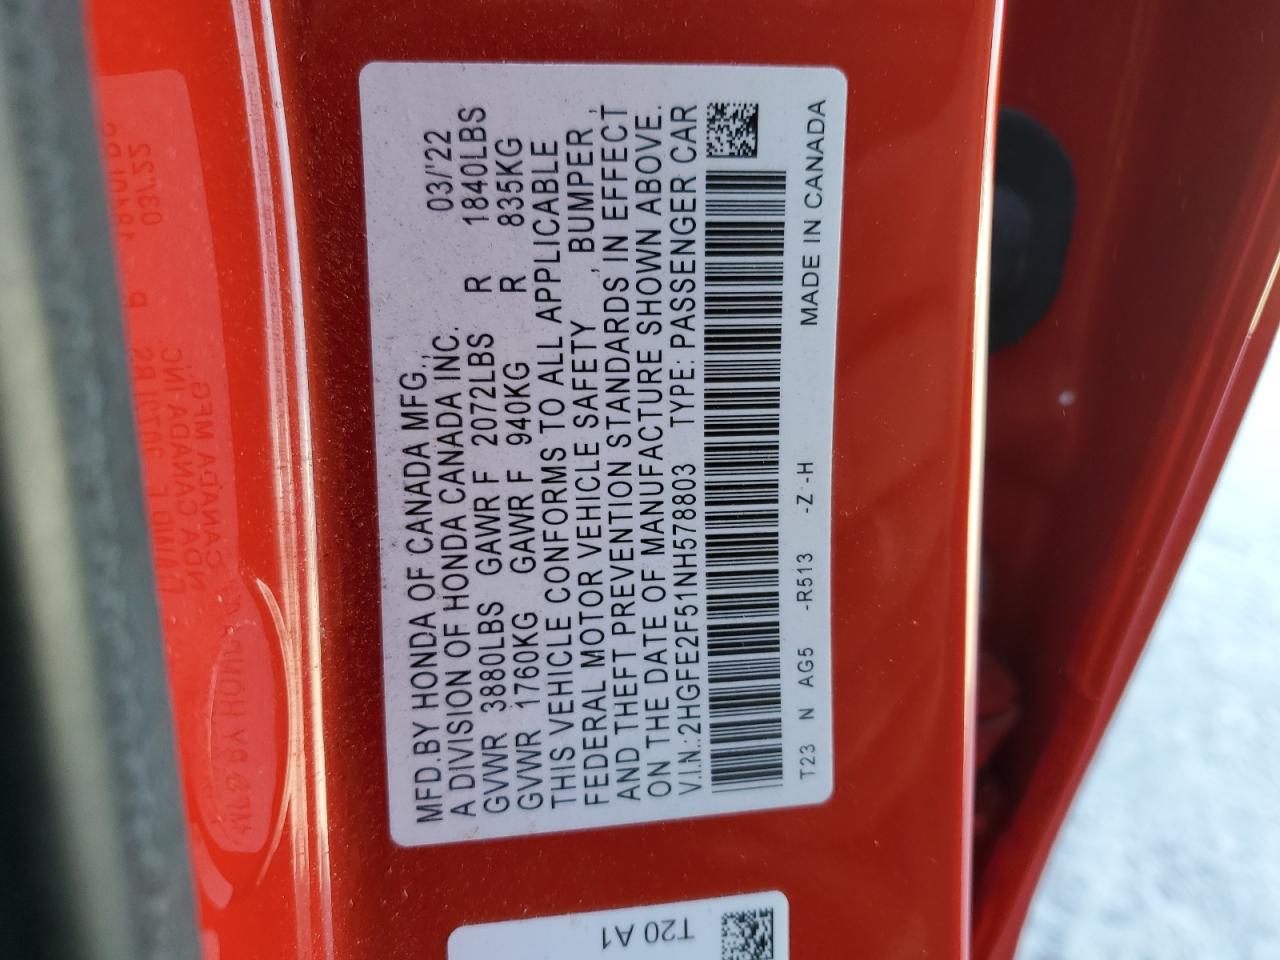 MFD.BY HONDA OF CANADA MFG., 03/'22
A DIVISION OF HONDA CANADA INC.
GVWR 3880LBS GAWR F 2072LBS R 1840LBS
GVWR 1760KG GAWR F 940KG R 835KG
THIS VEHICLE CONFORMS TO ALL APPLICABLE
FEDERAL MOTOR VEHICLE SAFETY , BUMPER ,
AND THEFT PREVENTION STANDARDS IN EFFECT
ON THE DATE OF MANUFACTURE SHOWN ABOVE.
V.I.N.:2HGFE2F51NH578803 TYPE: PASSENGER CAR
T23 N AG5 -R513 -Z -H MADE IN CANADA
T20 A1